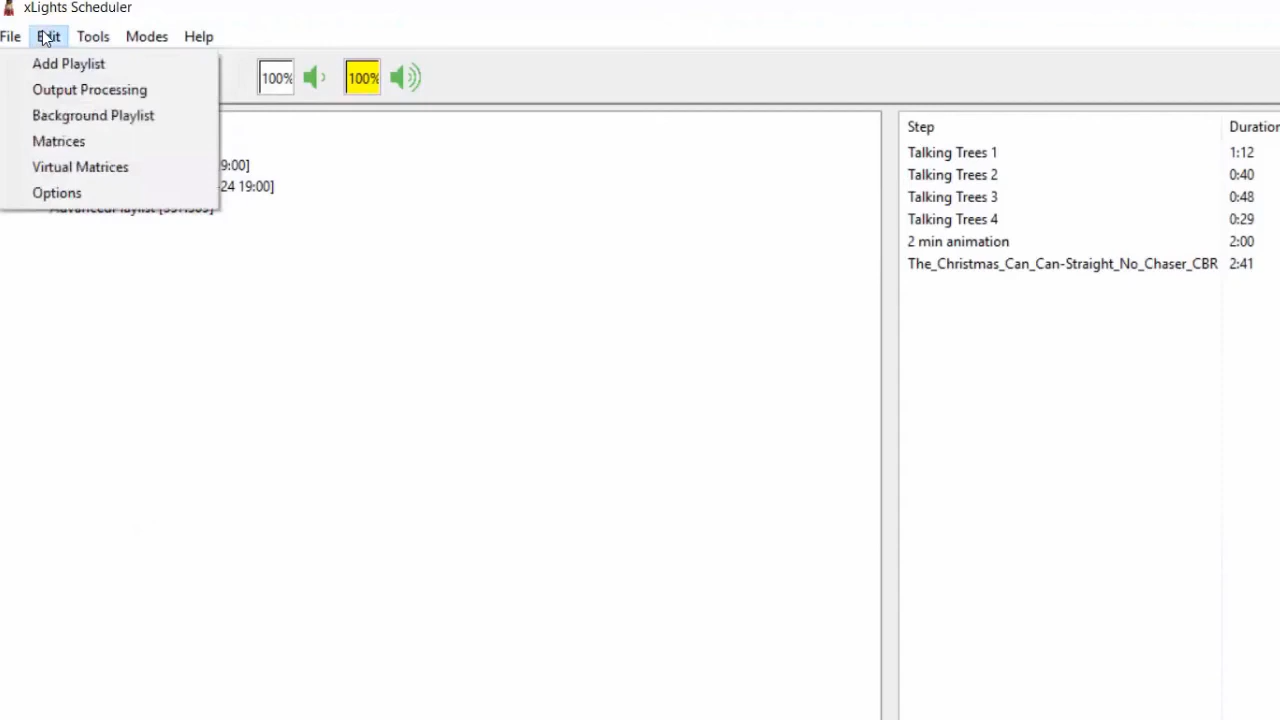 xLights Scheduler
File Edit Tools Modes Help
Add Playlist
Output Processing
Background Playlist
Matrices
Virtual Matrices
Options
100% 100%
9:00]
-24 19:00]
Step Duration
Talking Trees 1 1:12
Talking Trees 2 0:40
Talking Trees 3 0:48
Talking Trees 4 0:29
2 min animation 2:00
The_Christmas_Can_Can-Straight_No_Chaser_CBR 2:41